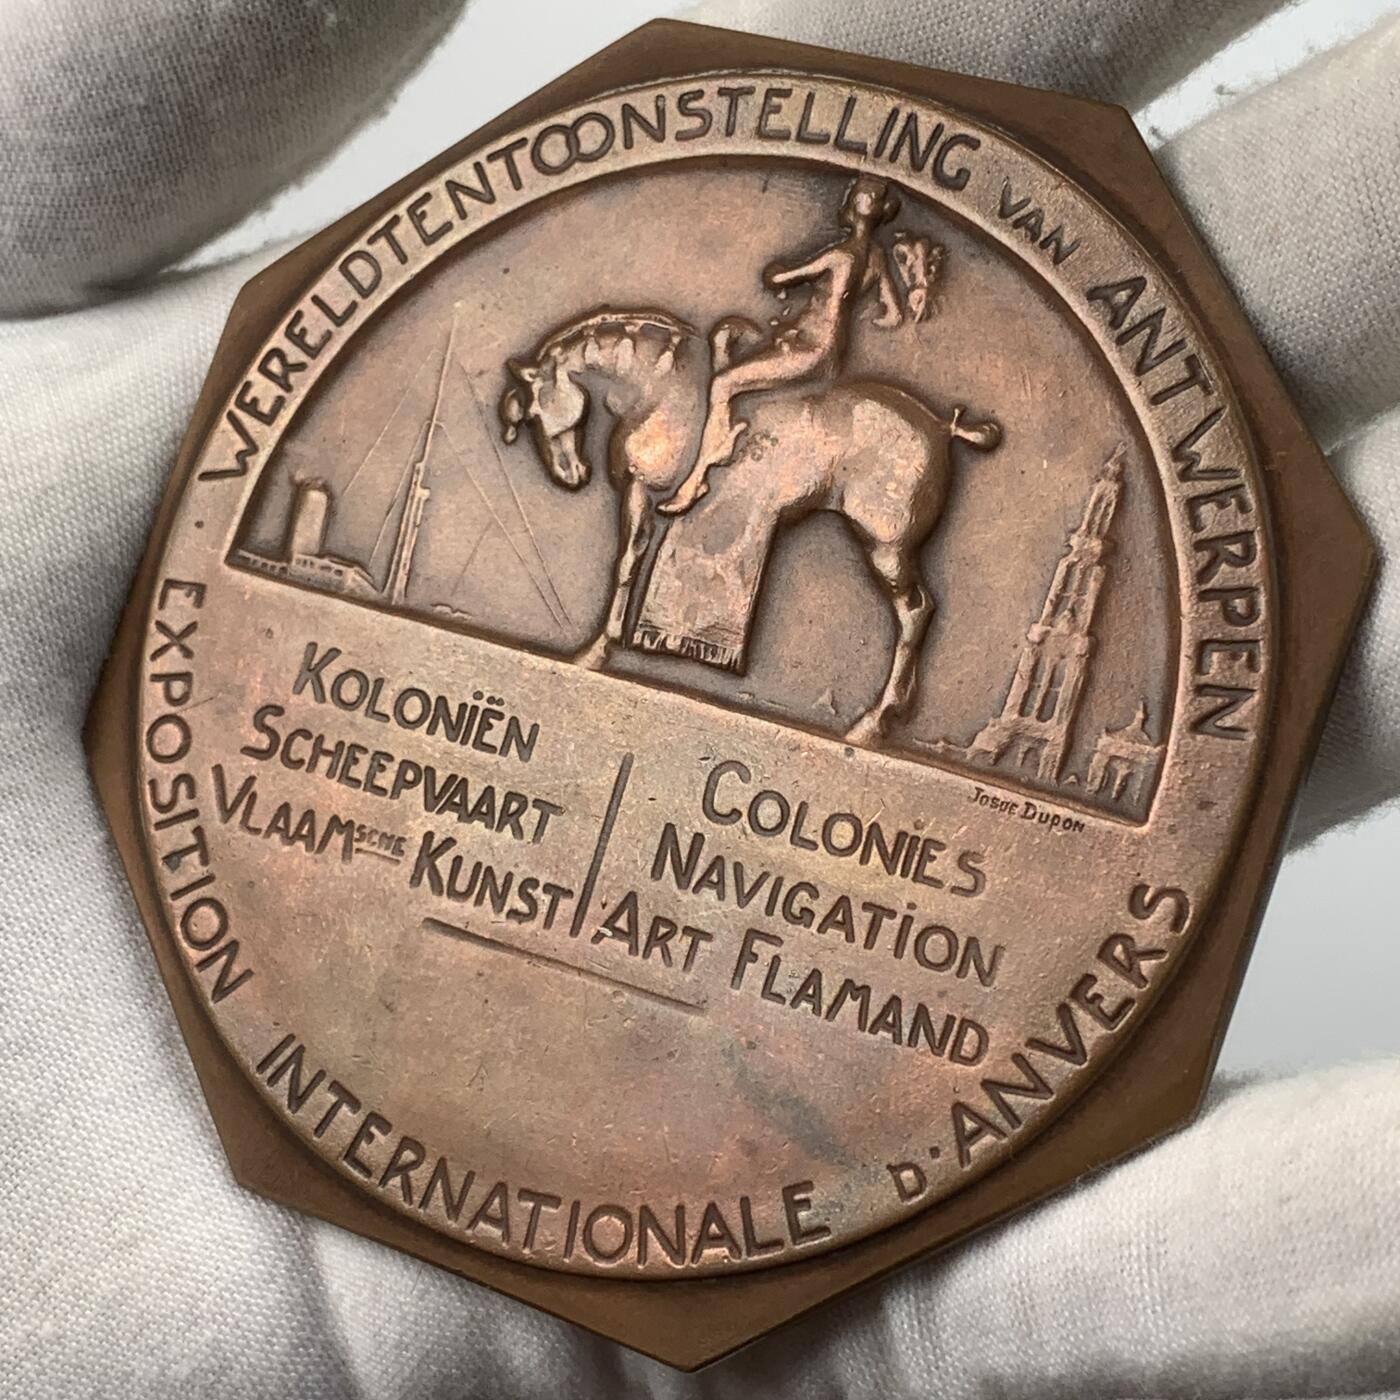 WERELDTENTOONSTELLING VAN ANTWERPEN
JOSUE DUPON
KOLONIËN
SCHEEPVAART
VLAAMSCHE KUNST
COLONIES
NAVIGATION
ART FLAMAND
EXPOSITION INTERNATIONALE D'ANVERS